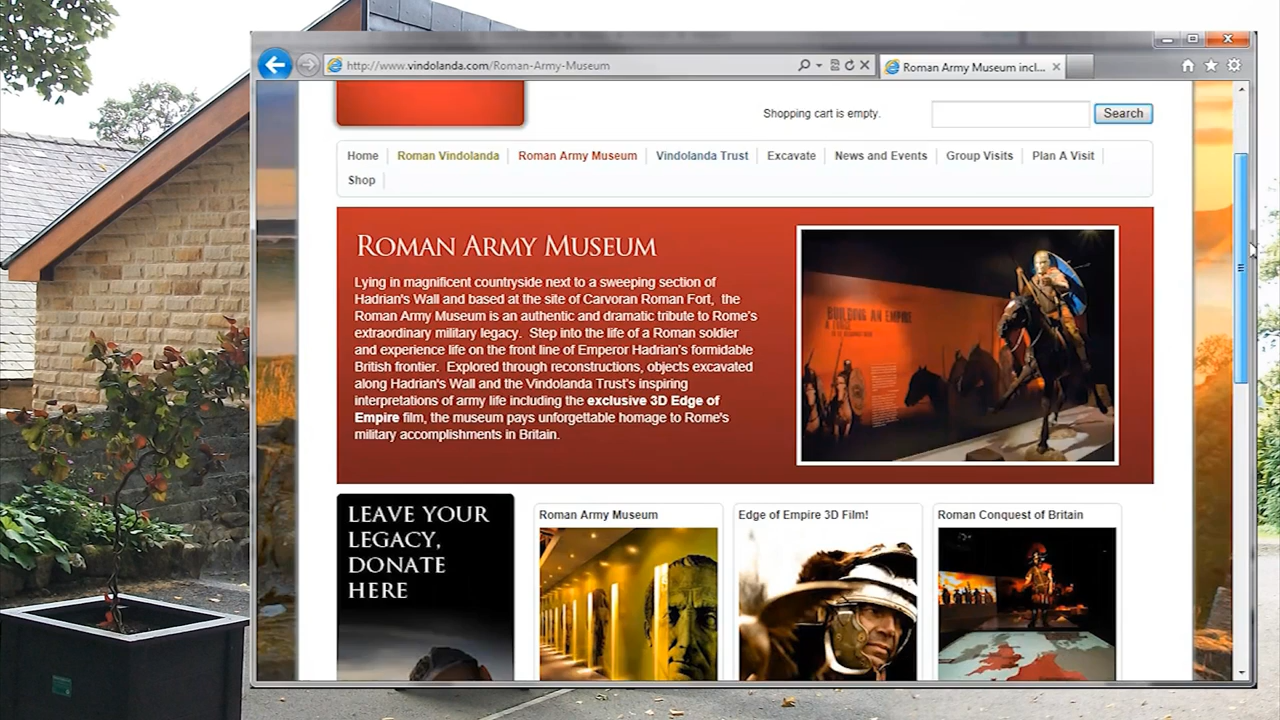 http://www.vindolanda.com/Roman-Army-Museum
Roman Army Museum incl...
Shopping cart is empty.
Search
Home
Roman Vindolanda
Roman Army Museum
Vindolanda Trust
Excavate
News and Events
Group Visits
Plan A Visit
Shop
ROMAN ARMY MUSEUM
Lying in magnificent countryside next to a sweeping section of
Hadrian's Wall and based at the site of Carvoran Roman Fort, the
Roman Army Museum is an authentic and dramatic tribute to Rome's
extraordinary military legacy. Step into the life of a Roman soldier
and experience life on the front line of Emperor Hadrian's formidable
British frontier. Explored through reconstructions, objects excavated
along Hadrian's Wall and the Vindolanda Trust's inspiring
interpretations of army life including the exclusive 3D Edge of
Empire film, the museum pays unforgettable homage to Rome's
military accomplishments in Britain.
BUILDING AN EMPIRE
LEAVE YOUR
LEGACY,
DONATE
HERE
Roman Army Museum
Edge of Empire 3D Film!
Roman Conquest of Britain